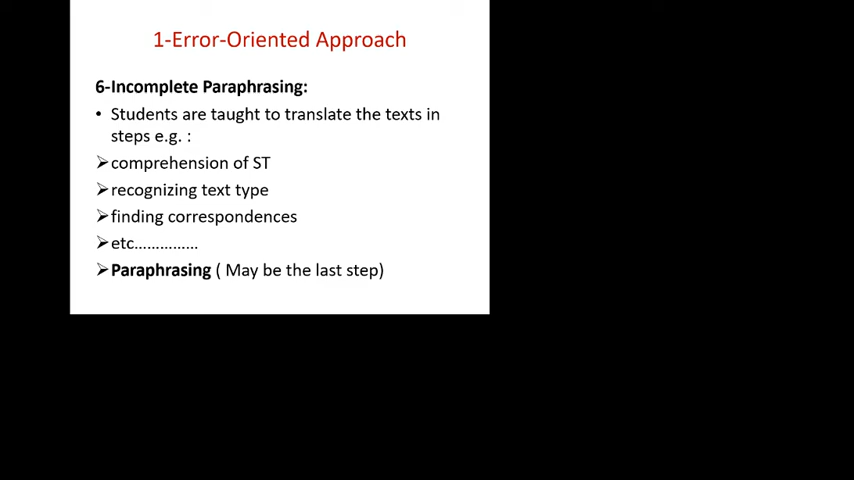 1-Error-Oriented Approach
6-Incomplete Paraphrasing:
• Students are taught to translate the texts in
steps e.g. :
➢comprehension of ST
➢recognizing text type
➢finding correspondences
➢etc……………
➢Paraphrasing ( May be the last step)